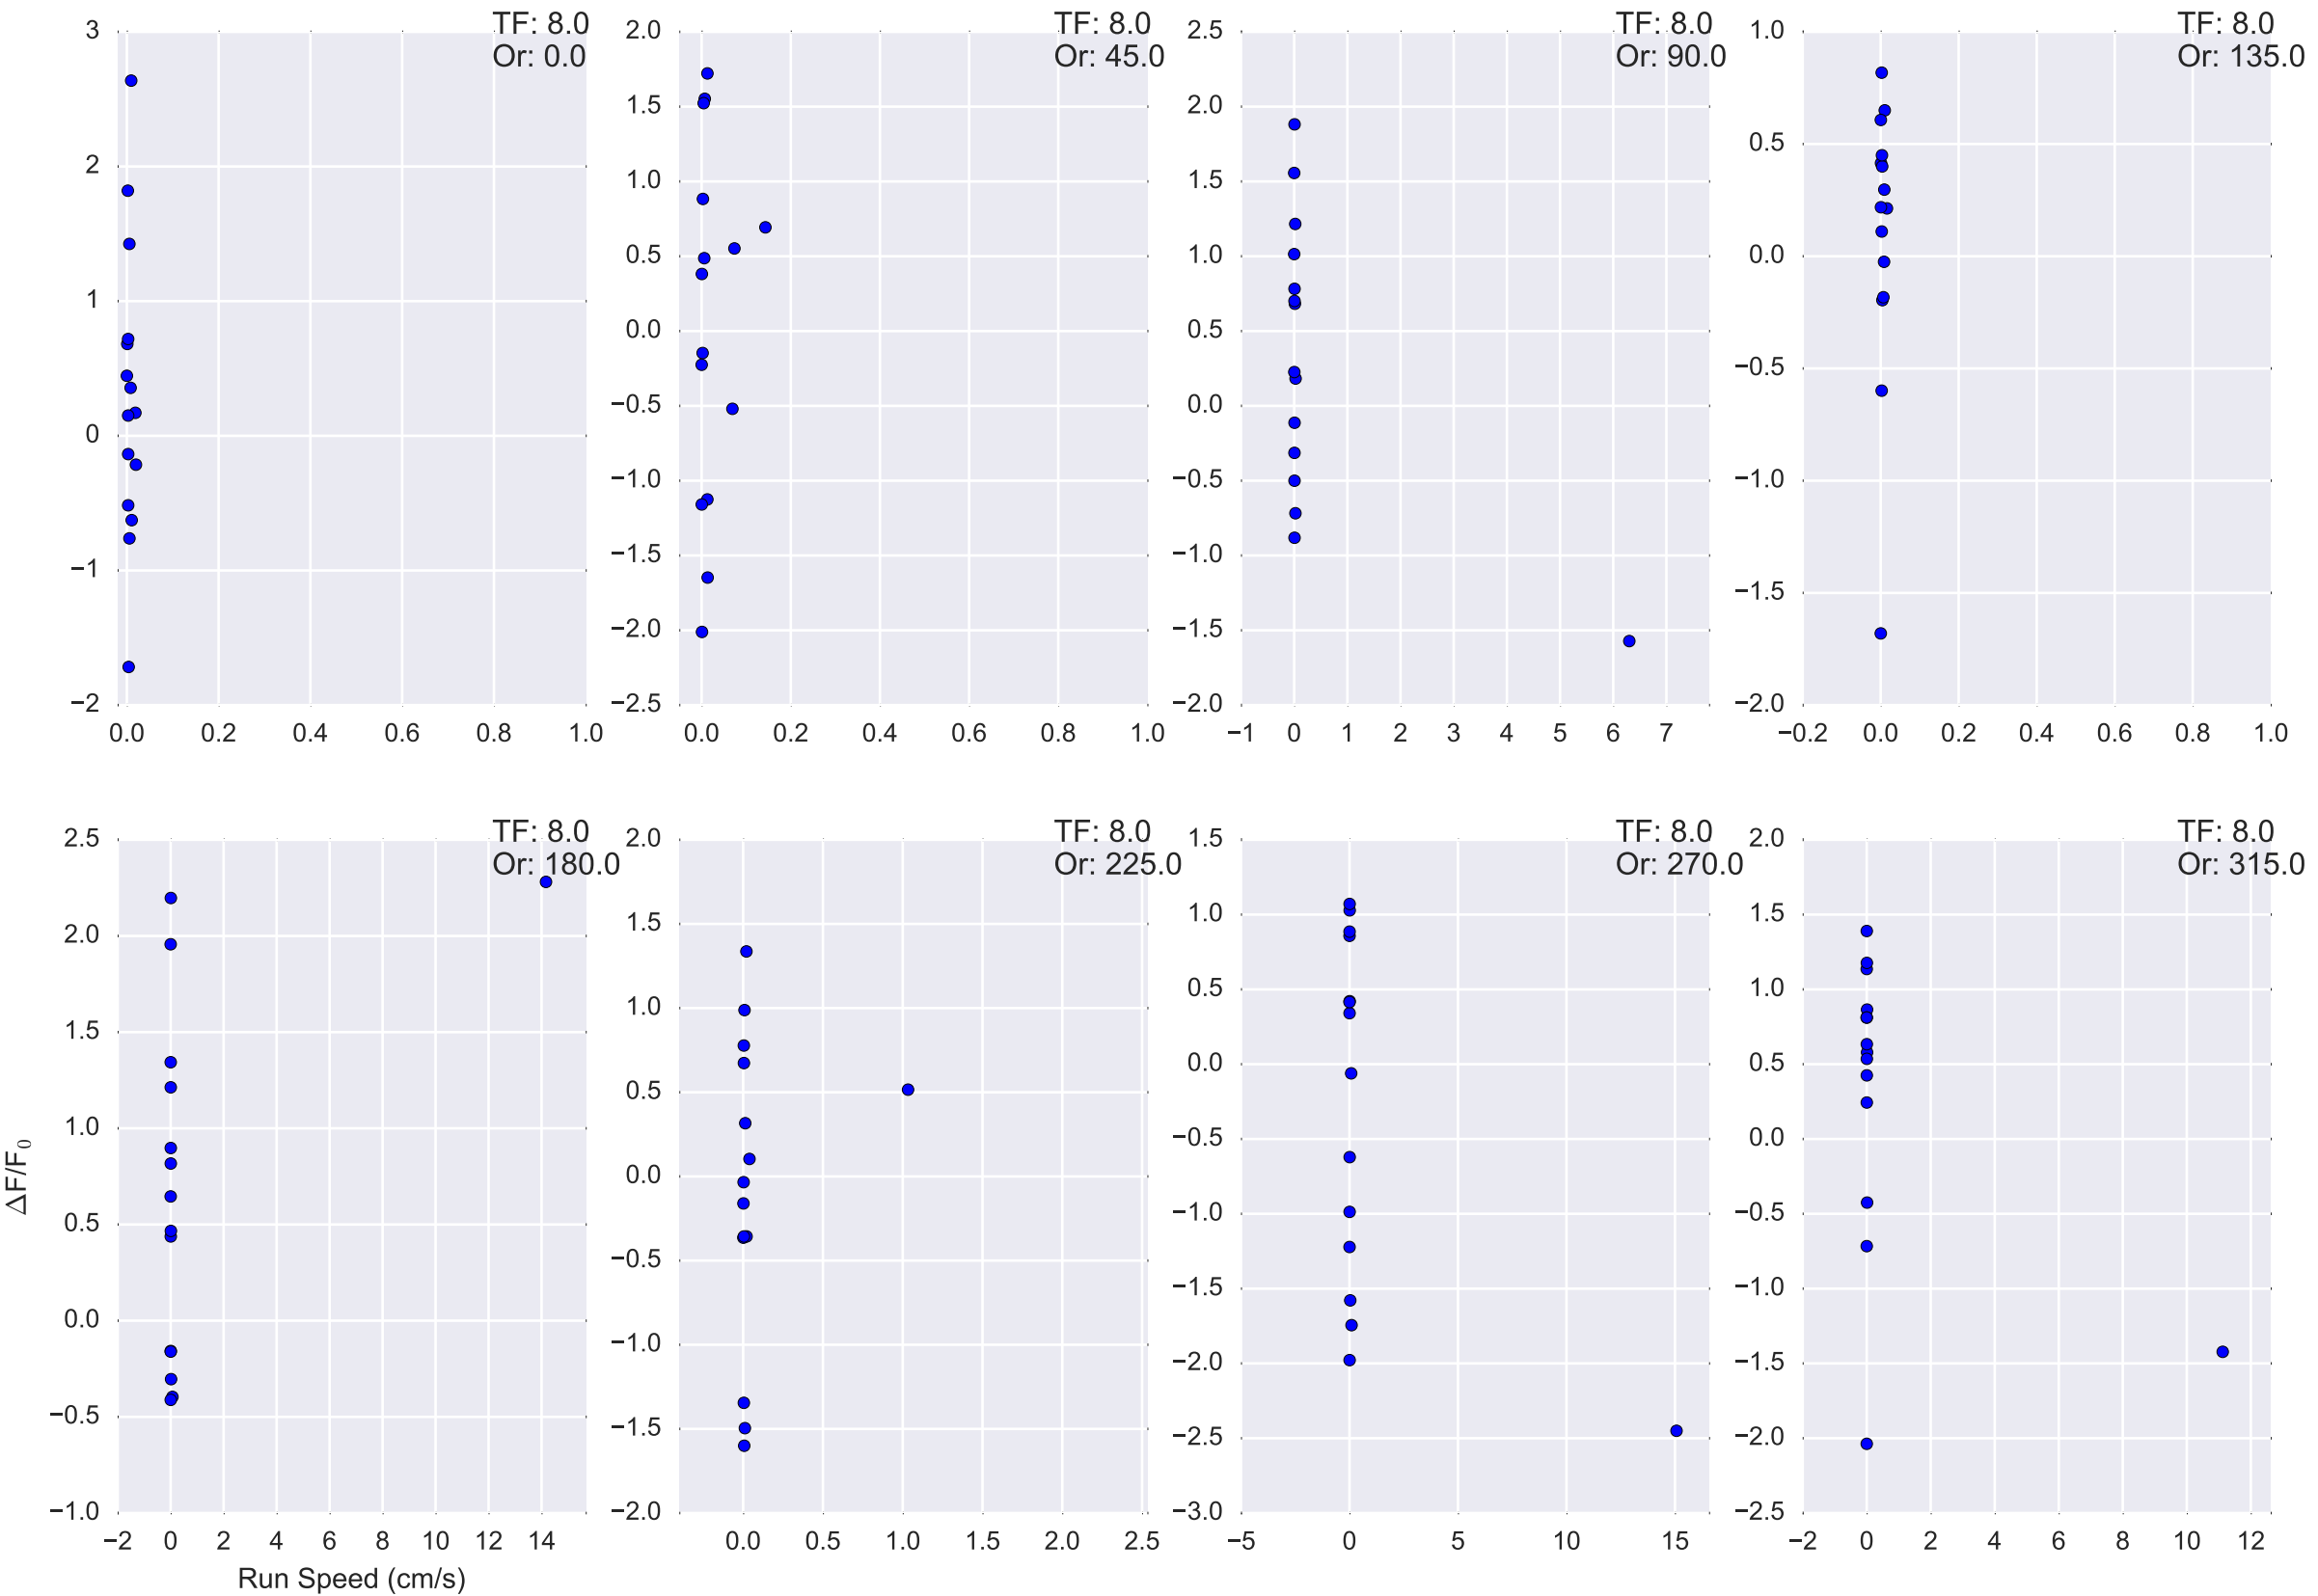 TF: 8.0
Or: 0.0
3
2
1
0
−1
−2
0.0 0.2 0.4 0.6 0.8 1.0
TF: 8.0
Or: 45.0
2.0
1.5
1.0
0.5
0.0
−0.5
−1.0
−1.5
−2.0
−2.5
0.0 0.2 0.4 0.6 0.8 1.0
TF: 8.0
Or: 90.0
2.5
2.0
1.5
1.0
0.5
0.0
−0.5
−1.0
−1.5
−2.0
−1 0 1 2 3 4 5 6 7
TF: 8.0
Or: 135.0
1.0
0.5
0.0
−0.5
−1.0
−1.5
−2.0
−0.2 0.0 0.2 0.4 0.6 0.8 1.0
TF: 8.0
Or: 180.0
2.5
2.0
1.5
1.0
0.5
0.0
−0.5
−1.0
−2 0 2 4 6 8 10 12 14
Run Speed (cm/s)
ΔF/F₀
TF: 8.0
Or: 225.0
2.0
1.5
1.0
0.5
0.0
−0.5
−1.0
−1.5
−2.0
0.0 0.5 1.0 1.5 2.0 2.5
TF: 8.0
Or: 270.0
1.5
1.0
0.5
0.0
−0.5
−1.0
−1.5
−2.0
−2.5
−3.0
−5 0 5 10 15
TF: 8.0
Or: 315.0
2.0
1.5
1.0
0.5
0.0
−0.5
−1.0
−1.5
−2.0
−2.5
−2 0 2 4 6 8 10 12